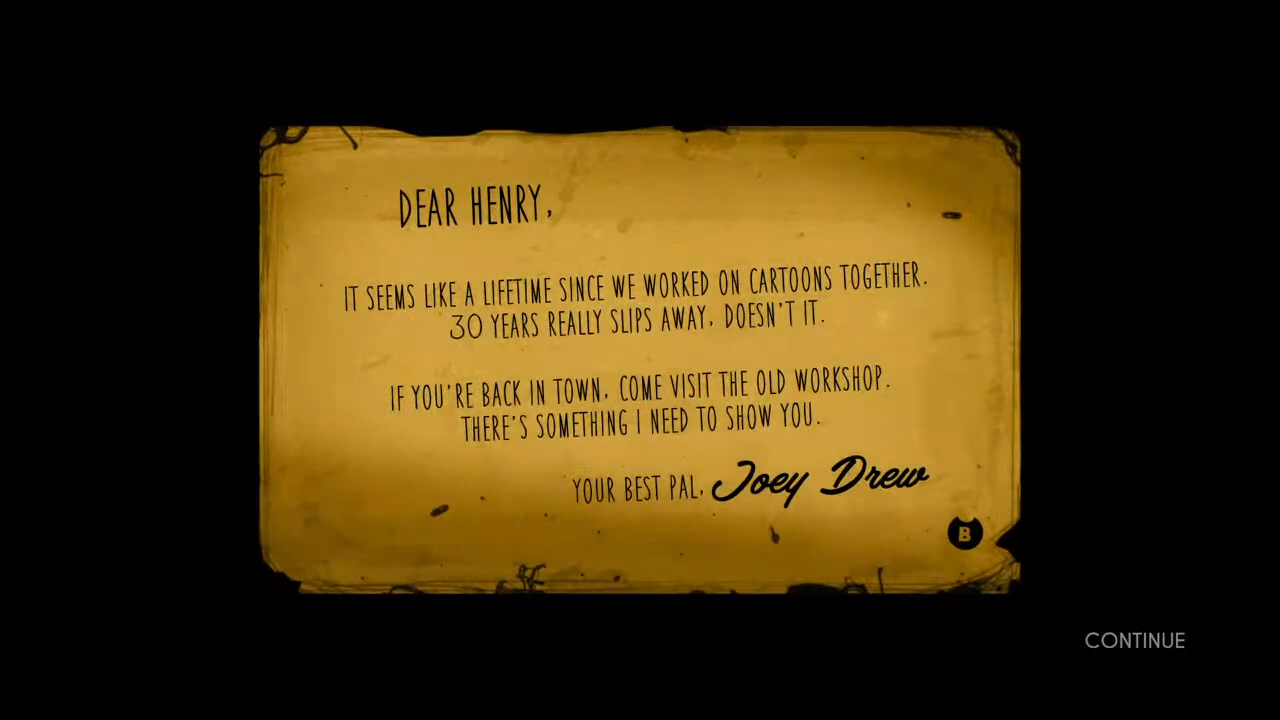 DEAR HENRY,
IT SEEMS LIKE A LIFETIME SINCE WE WORKED ON CARTOONS TOGETHER.
30 YEARS REALLY SLIPS AWAY, DOESN'T IT.
IF YOU'RE BACK IN TOWN, COME VISIT THE OLD WORKSHOP.
THERE'S SOMETHING I NEED TO SHOW YOU.
YOUR BEST PAL, Joey Drew
B
CONTINUE